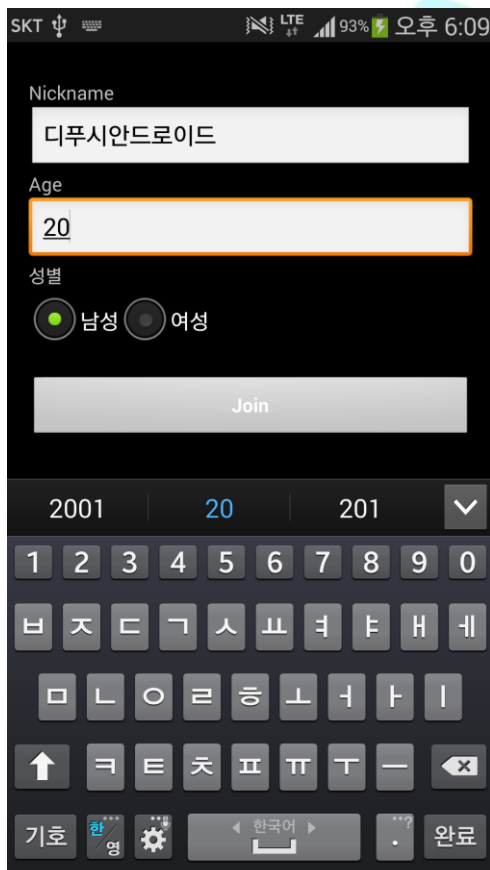 SKT LTE 93% 오후 6:09
Nickname
디푸시안드로이드
Age
20
성별
남성 여성
Join
2001 20 201
1 2 3 4 5 6 7 8 9 0
ㅂ ㅈ ㄷ ㄱ ㅅ ㅛ ㅕ ㅑ ㅐ ㅔ
ㅁ ㄴ ㅇ ㄹ ㅎ ㅗ ㅓ ㅏ ㅣ
ㅋ ㅌ ㅊ ㅍ ㅠ ㅜ ㅡ
기호 한/영 한국어 . ? 완료